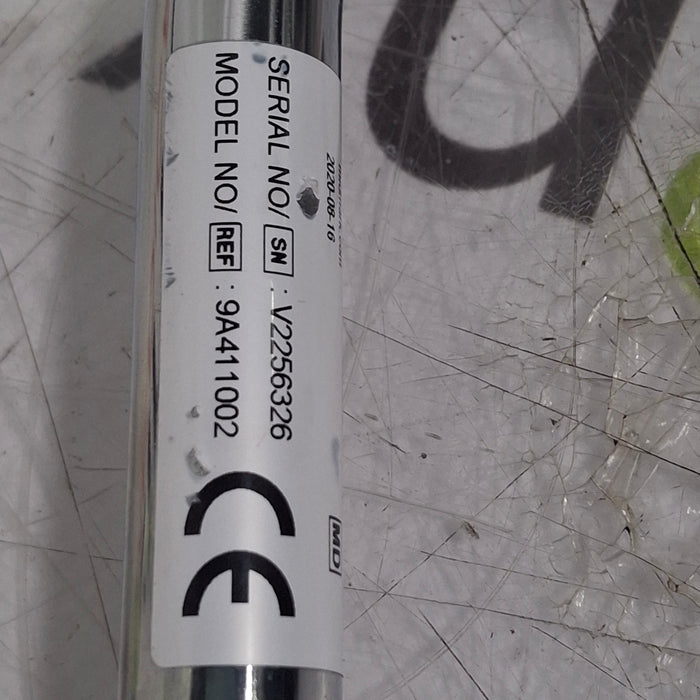 2020-08-16
SERIAL NO/ SN : V2256326
MODEL NO/ REF : 9A411002
MD
CE